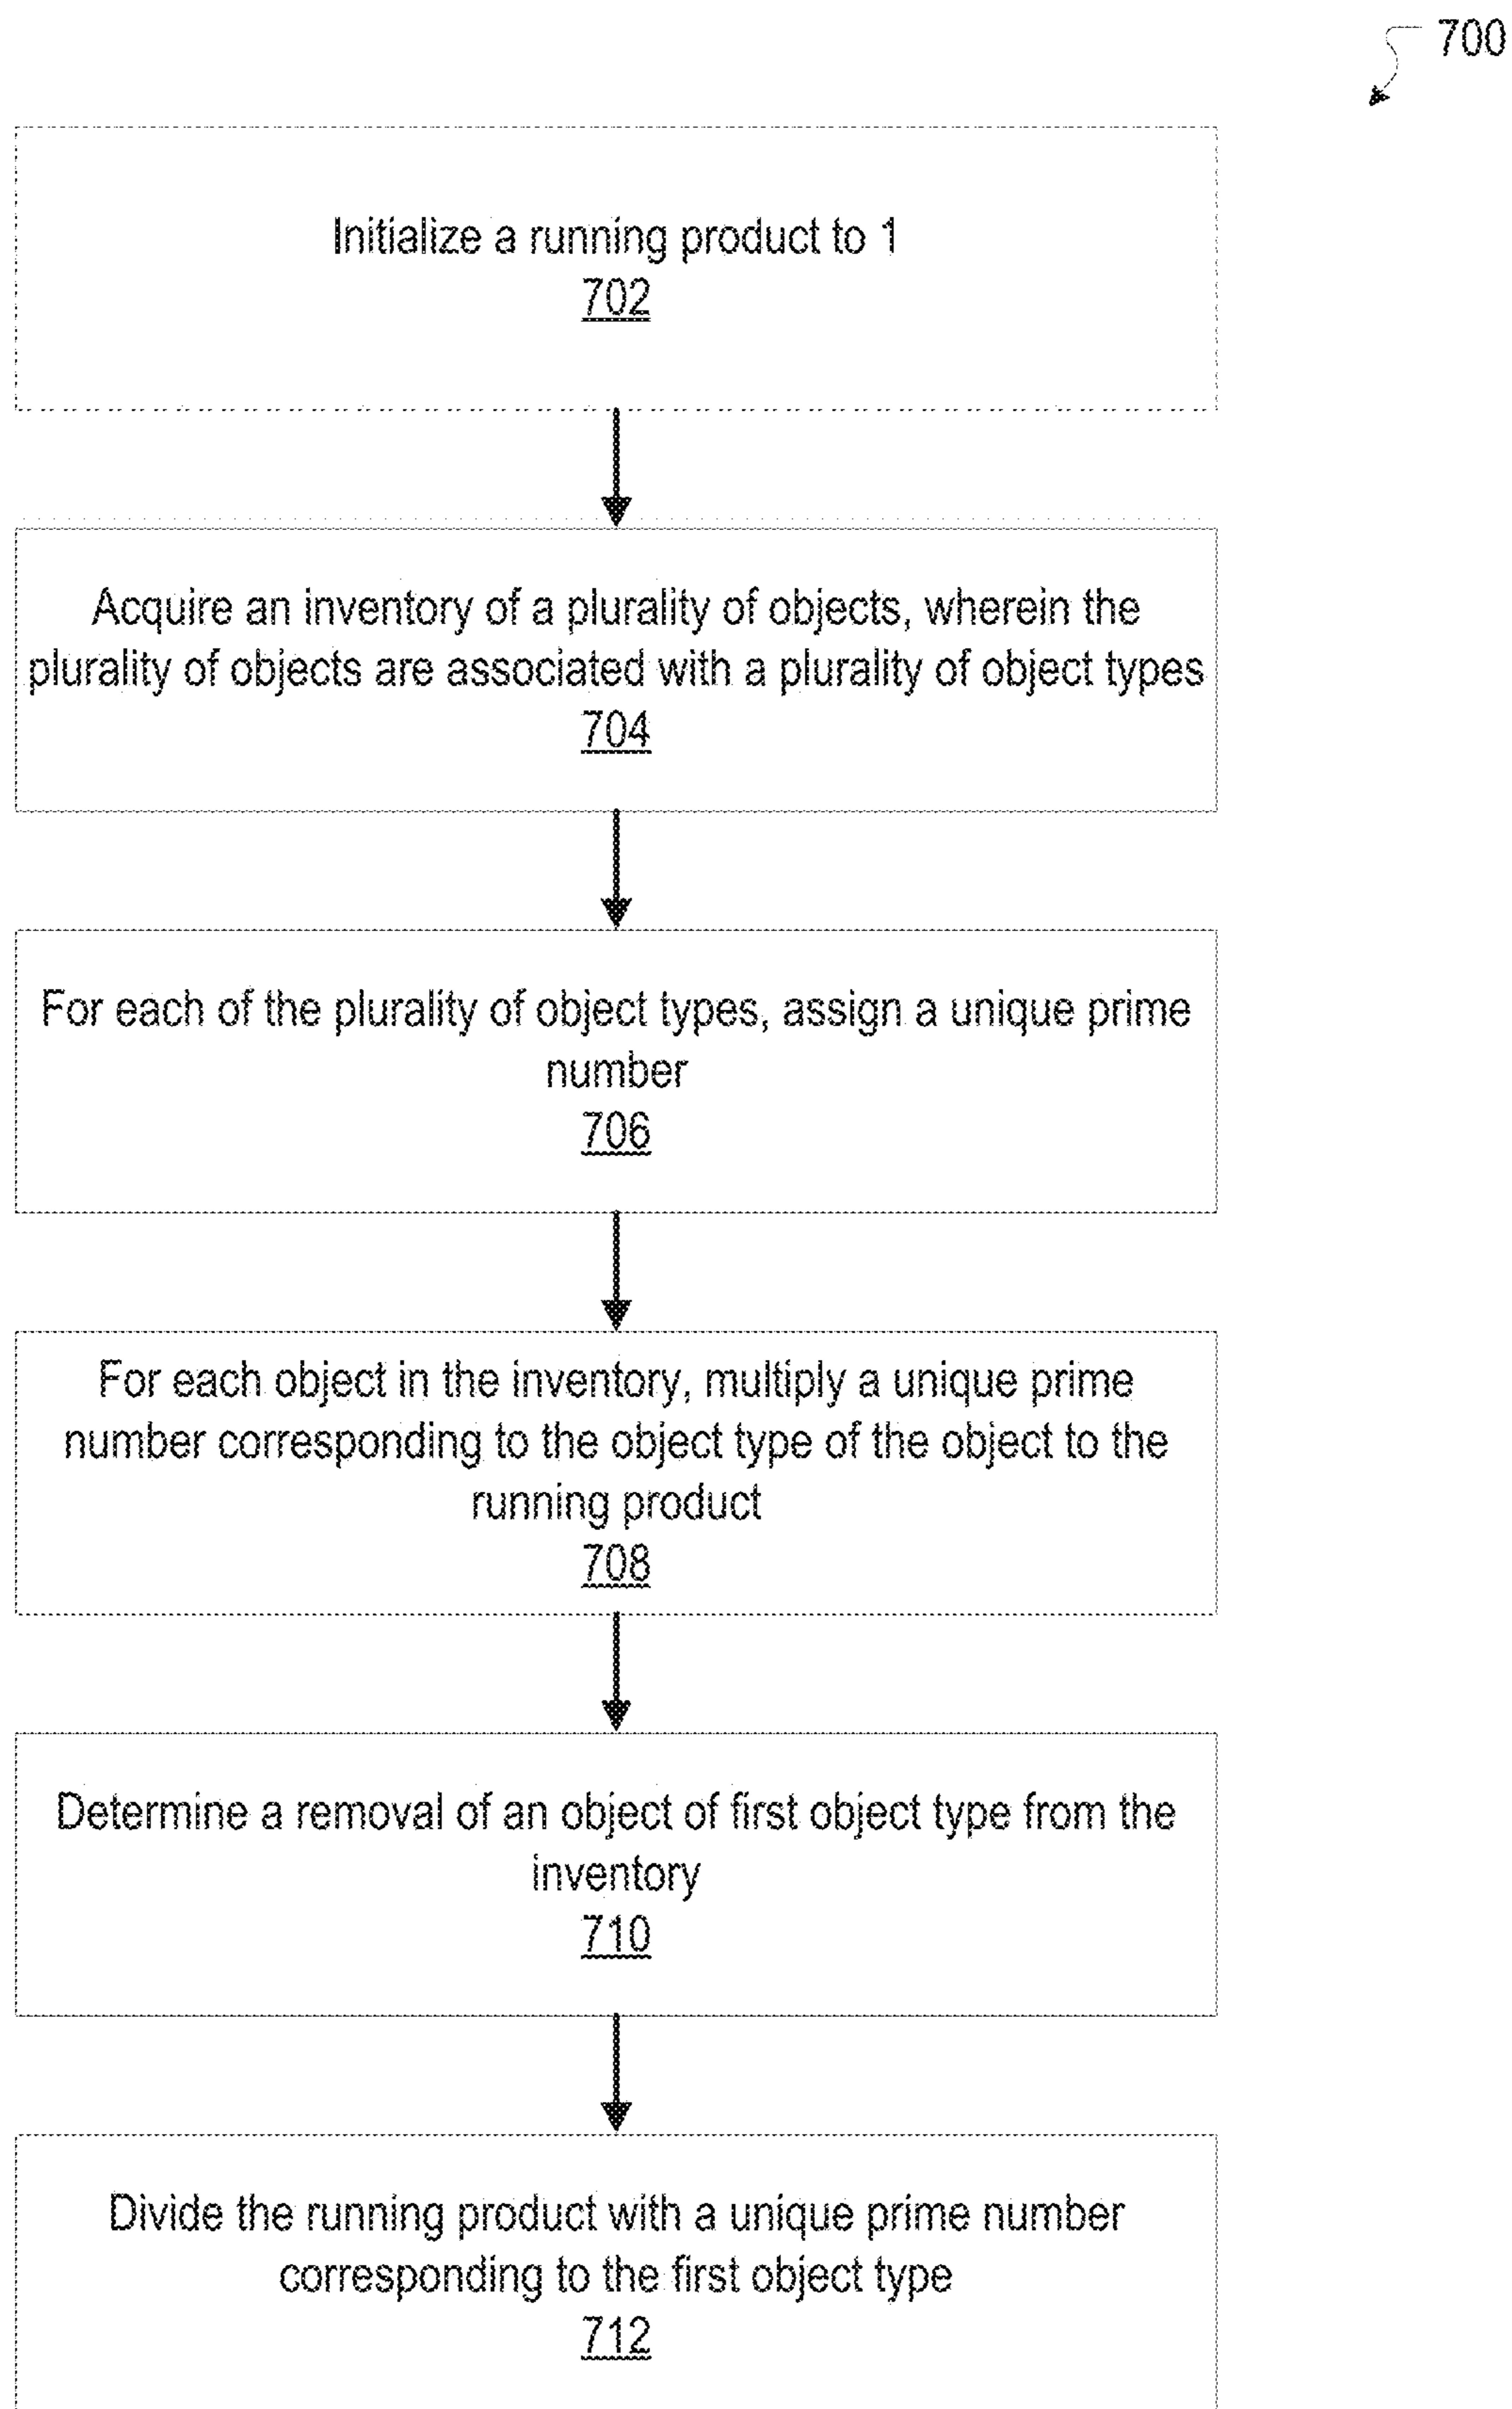 700
Initialize a running product to 1
702
Acquire an inventory of a plurality of objects, wherein the
plurality of objects are associated with a plurality of object types
704
For each of the plurality of object types, assign a unique prime
number
706
For each object in the inventory, multiply a unique prime
number corresponding to the object type of the object to the
running product
708
Determine a removal of an object of first object type from the
inventory
710
Divide the running product with a unique prime number
corresponding to the first object type
712